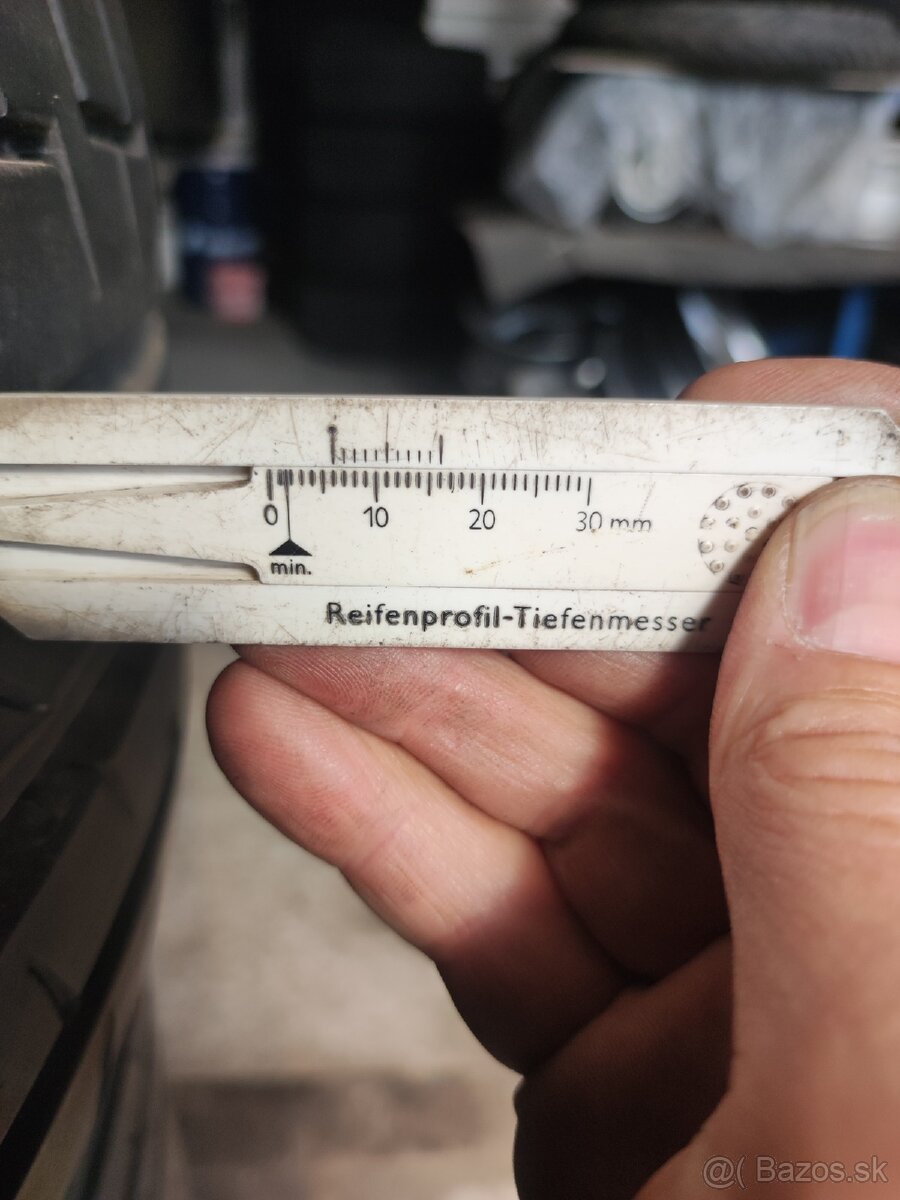 0 10 20 30 mm
min.
Reifenprofil-Tiefenmesser
@( Bazos.sk